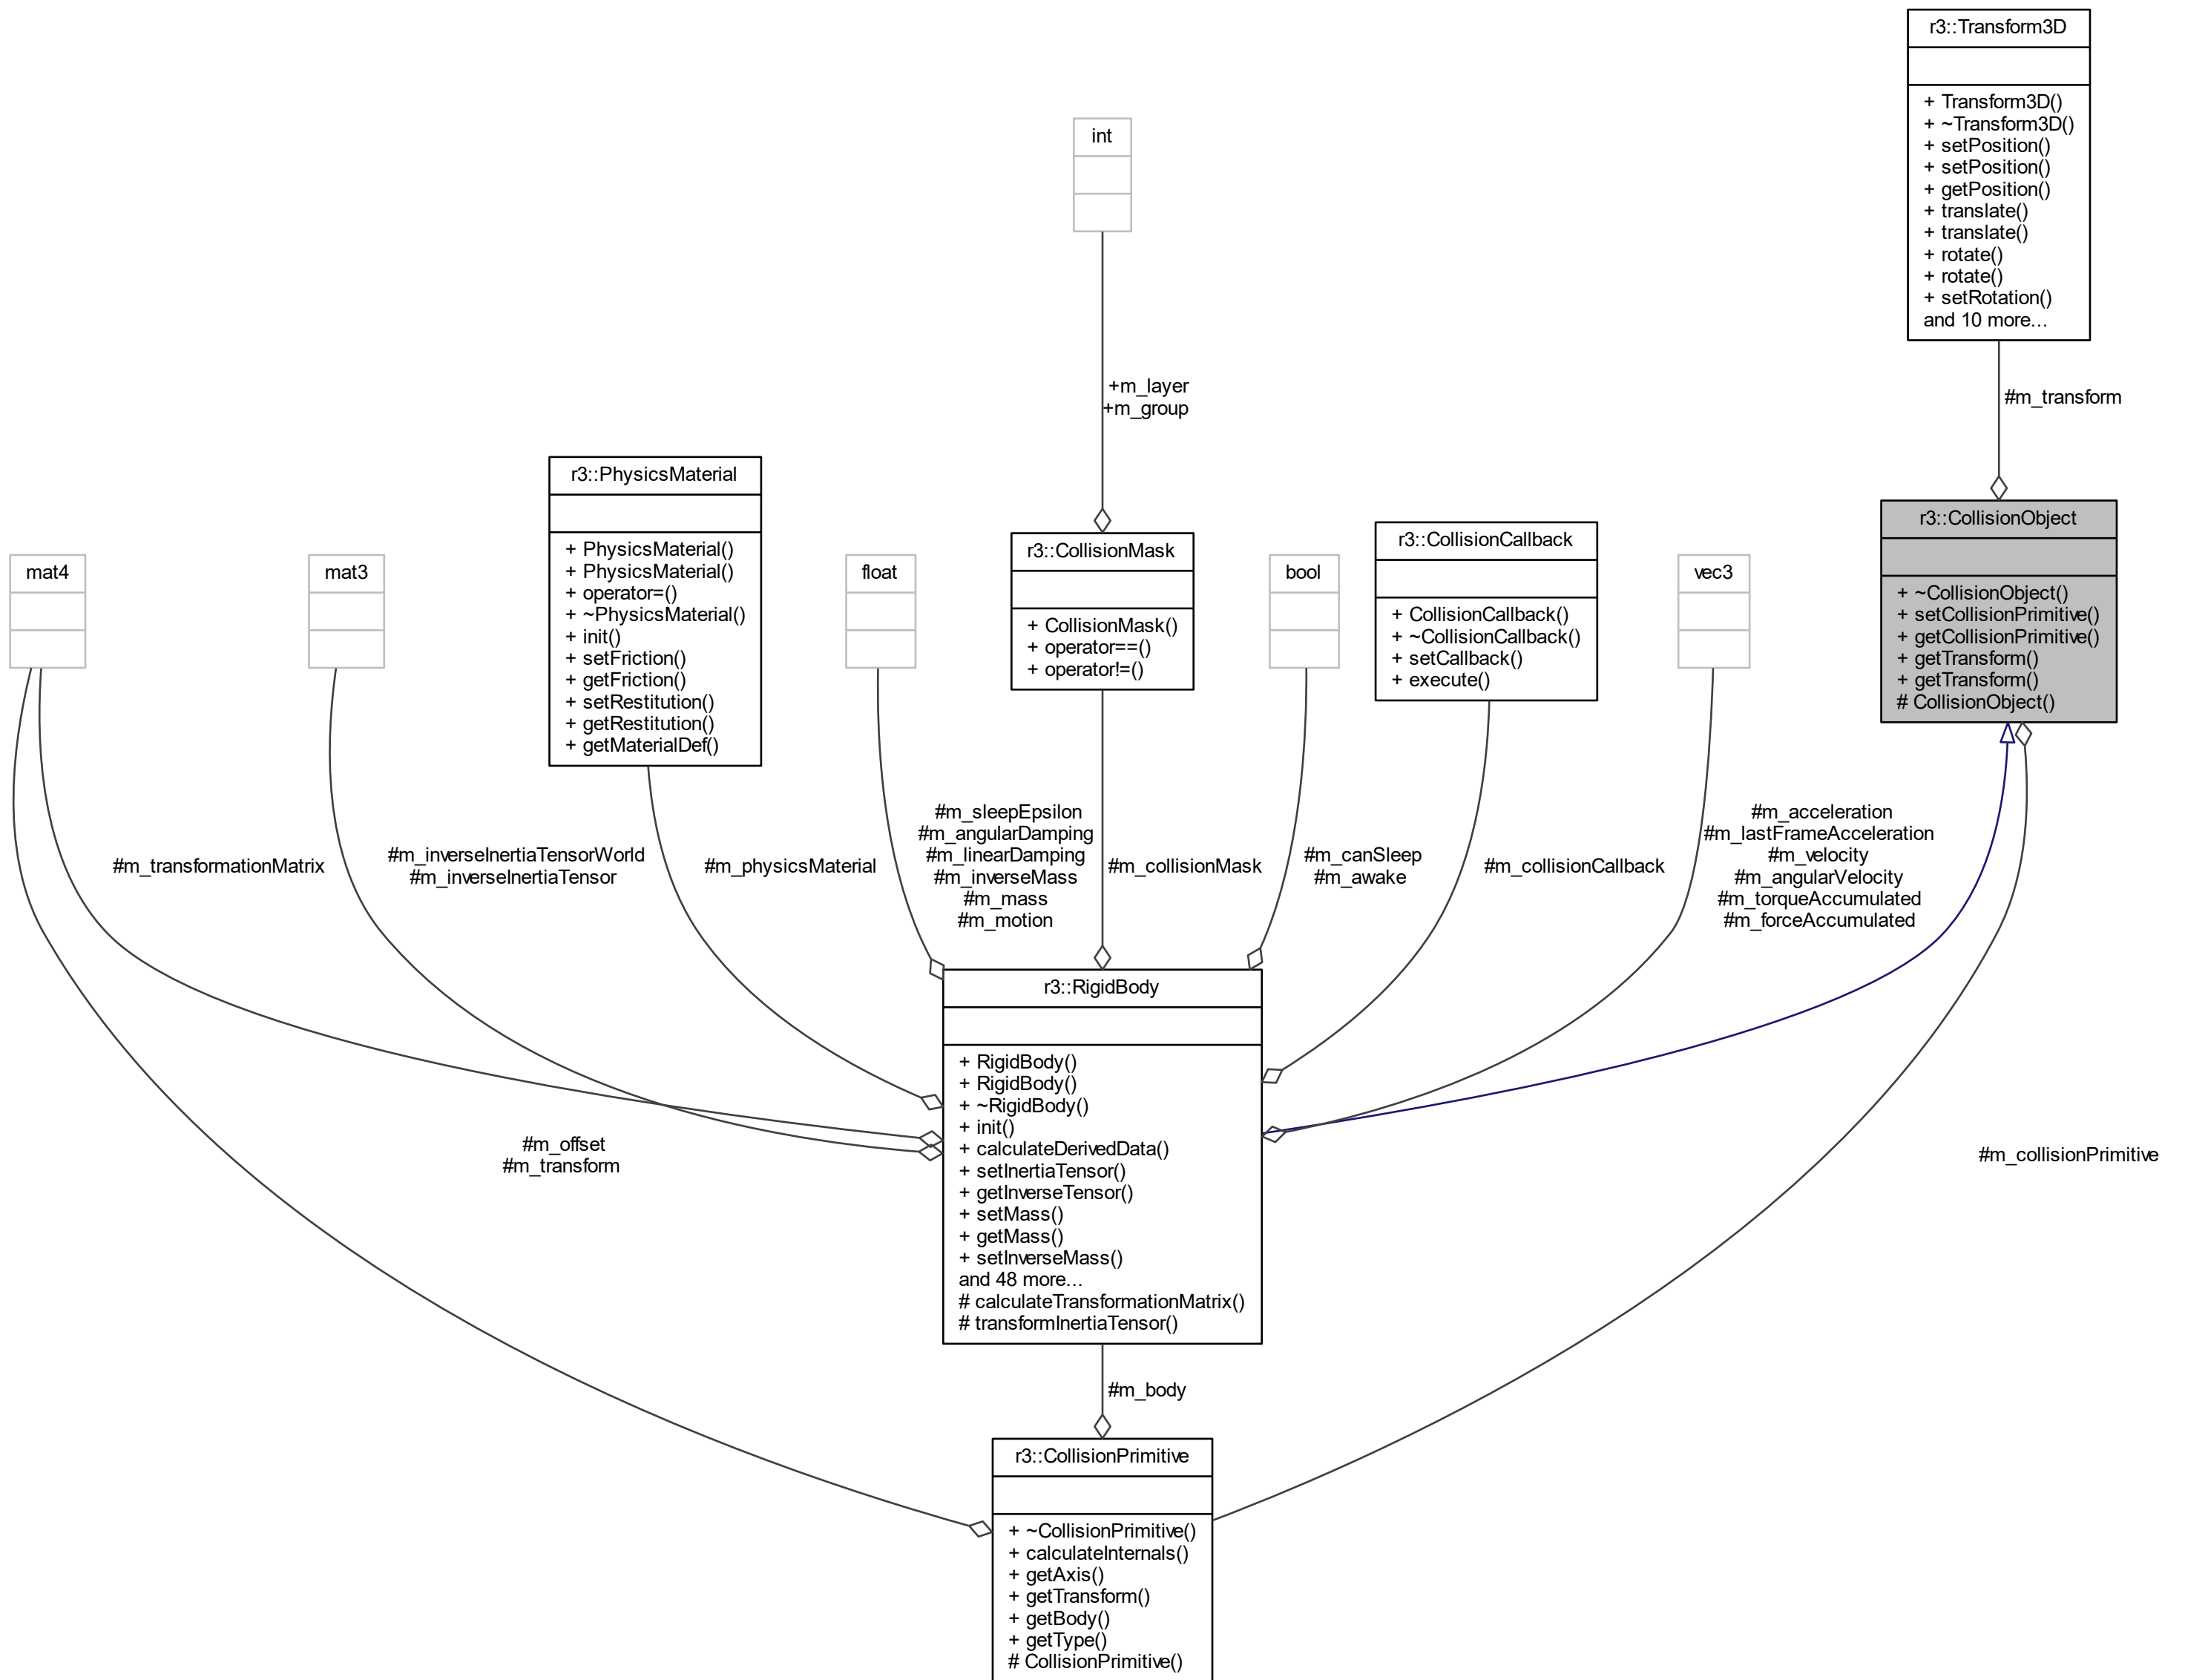 r3::Transform3D
+ Transform3D()
+ ~Transform3D()
+ setPosition()
+ setPosition()
+ getPosition()
+ translate()
+ translate()
+ rotate()
+ rotate()
+ setRotation()
and 10 more...
int
+m_layer
+m_group
#m_transform
r3::PhysicsMaterial
+ PhysicsMaterial()
+ PhysicsMaterial()
+ operator=()
+ ~PhysicsMaterial()
+ init()
+ setFriction()
+ getFriction()
+ setRestitution()
+ getRestitution()
+ getMaterialDef()
r3::CollisionMask
+ CollisionMask()
+ operator==()
+ operator!=()
r3::CollisionCallback
+ CollisionCallback()
+ ~CollisionCallback()
+ setCallback()
+ execute()
r3::CollisionObject
+ ~CollisionObject()
+ setCollisionPrimitive()
+ getCollisionPrimitive()
+ getTransform()
+ getTransform()
# CollisionObject()
mat4
mat3
float
bool
vec3
#m_transformationMatrix
#m_inverseInertiaTensorWorld
#m_inverseInertiaTensor
#m_physicsMaterial
#m_sleepEpsilon
#m_angularDamping
#m_linearDamping
#m_inverseMass
#m_mass
#m_motion
#m_collisionMask
#m_canSleep
#m_awake
#m_collisionCallback
#m_acceleration
#m_lastFrameAcceleration
#m_velocity
#m_angularVelocity
#m_torqueAccumulated
#m_forceAccumulated
r3::RigidBody
+ RigidBody()
+ RigidBody()
+ ~RigidBody()
+ init()
+ calculateDerivedData()
+ setInertiaTensor()
+ getInverseTensor()
+ setMass()
+ getMass()
+ setInverseMass()
and 48 more...
# calculateTransformationMatrix()
# transformInertiaTensor()
#m_offset
#m_transform
#m_collisionPrimitive
#m_body
r3::CollisionPrimitive
+ ~CollisionPrimitive()
+ calculateInternals()
+ getAxis()
+ getTransform()
+ getBody()
+ getType()
# CollisionPrimitive()